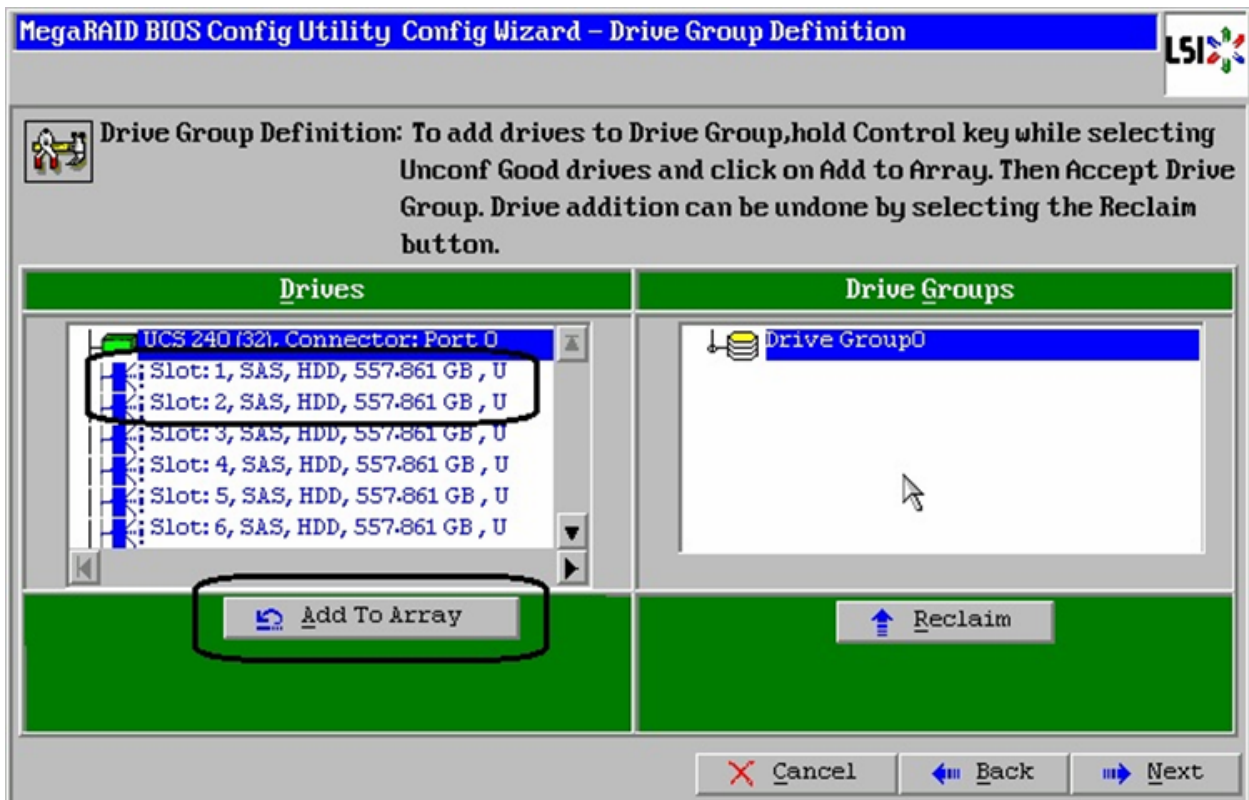 MegaRAID BIOS Config Utility Config Wizard – Drive Group Definition
LSI
Drive Group Definition: To add drives to Drive Group,hold Control key while selecting
Unconf Good drives and click on Add to Array. Then Accept Drive
Group. Drive addition can be undone by selecting the Reclaim
button.
Drives
UCS 240 (32), Connector: Port 0
Slot: 1, SAS, HDD, 557.861 GB , U
Slot: 2, SAS, HDD, 557.861 GB , U
Slot: 3, SAS, HDD, 557.861 GB , U
Slot: 4, SAS, HDD, 557.861 GB , U
Slot: 5, SAS, HDD, 557.861 GB , U
Slot: 6, SAS, HDD, 557.861 GB , U
Add To Array
Drive Groups
Drive Group0
Reclaim
Cancel
Back
Next